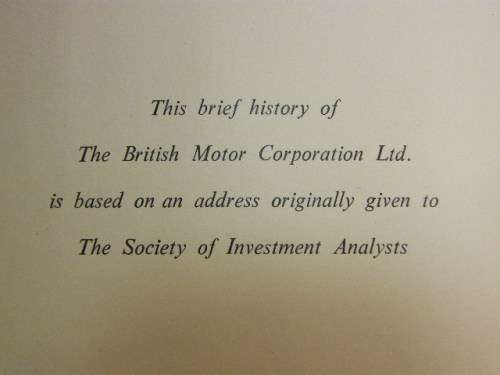 This brief history of
The British Motor Corporation Ltd.
is based on an address originally given to
The Society of Investment Analysts